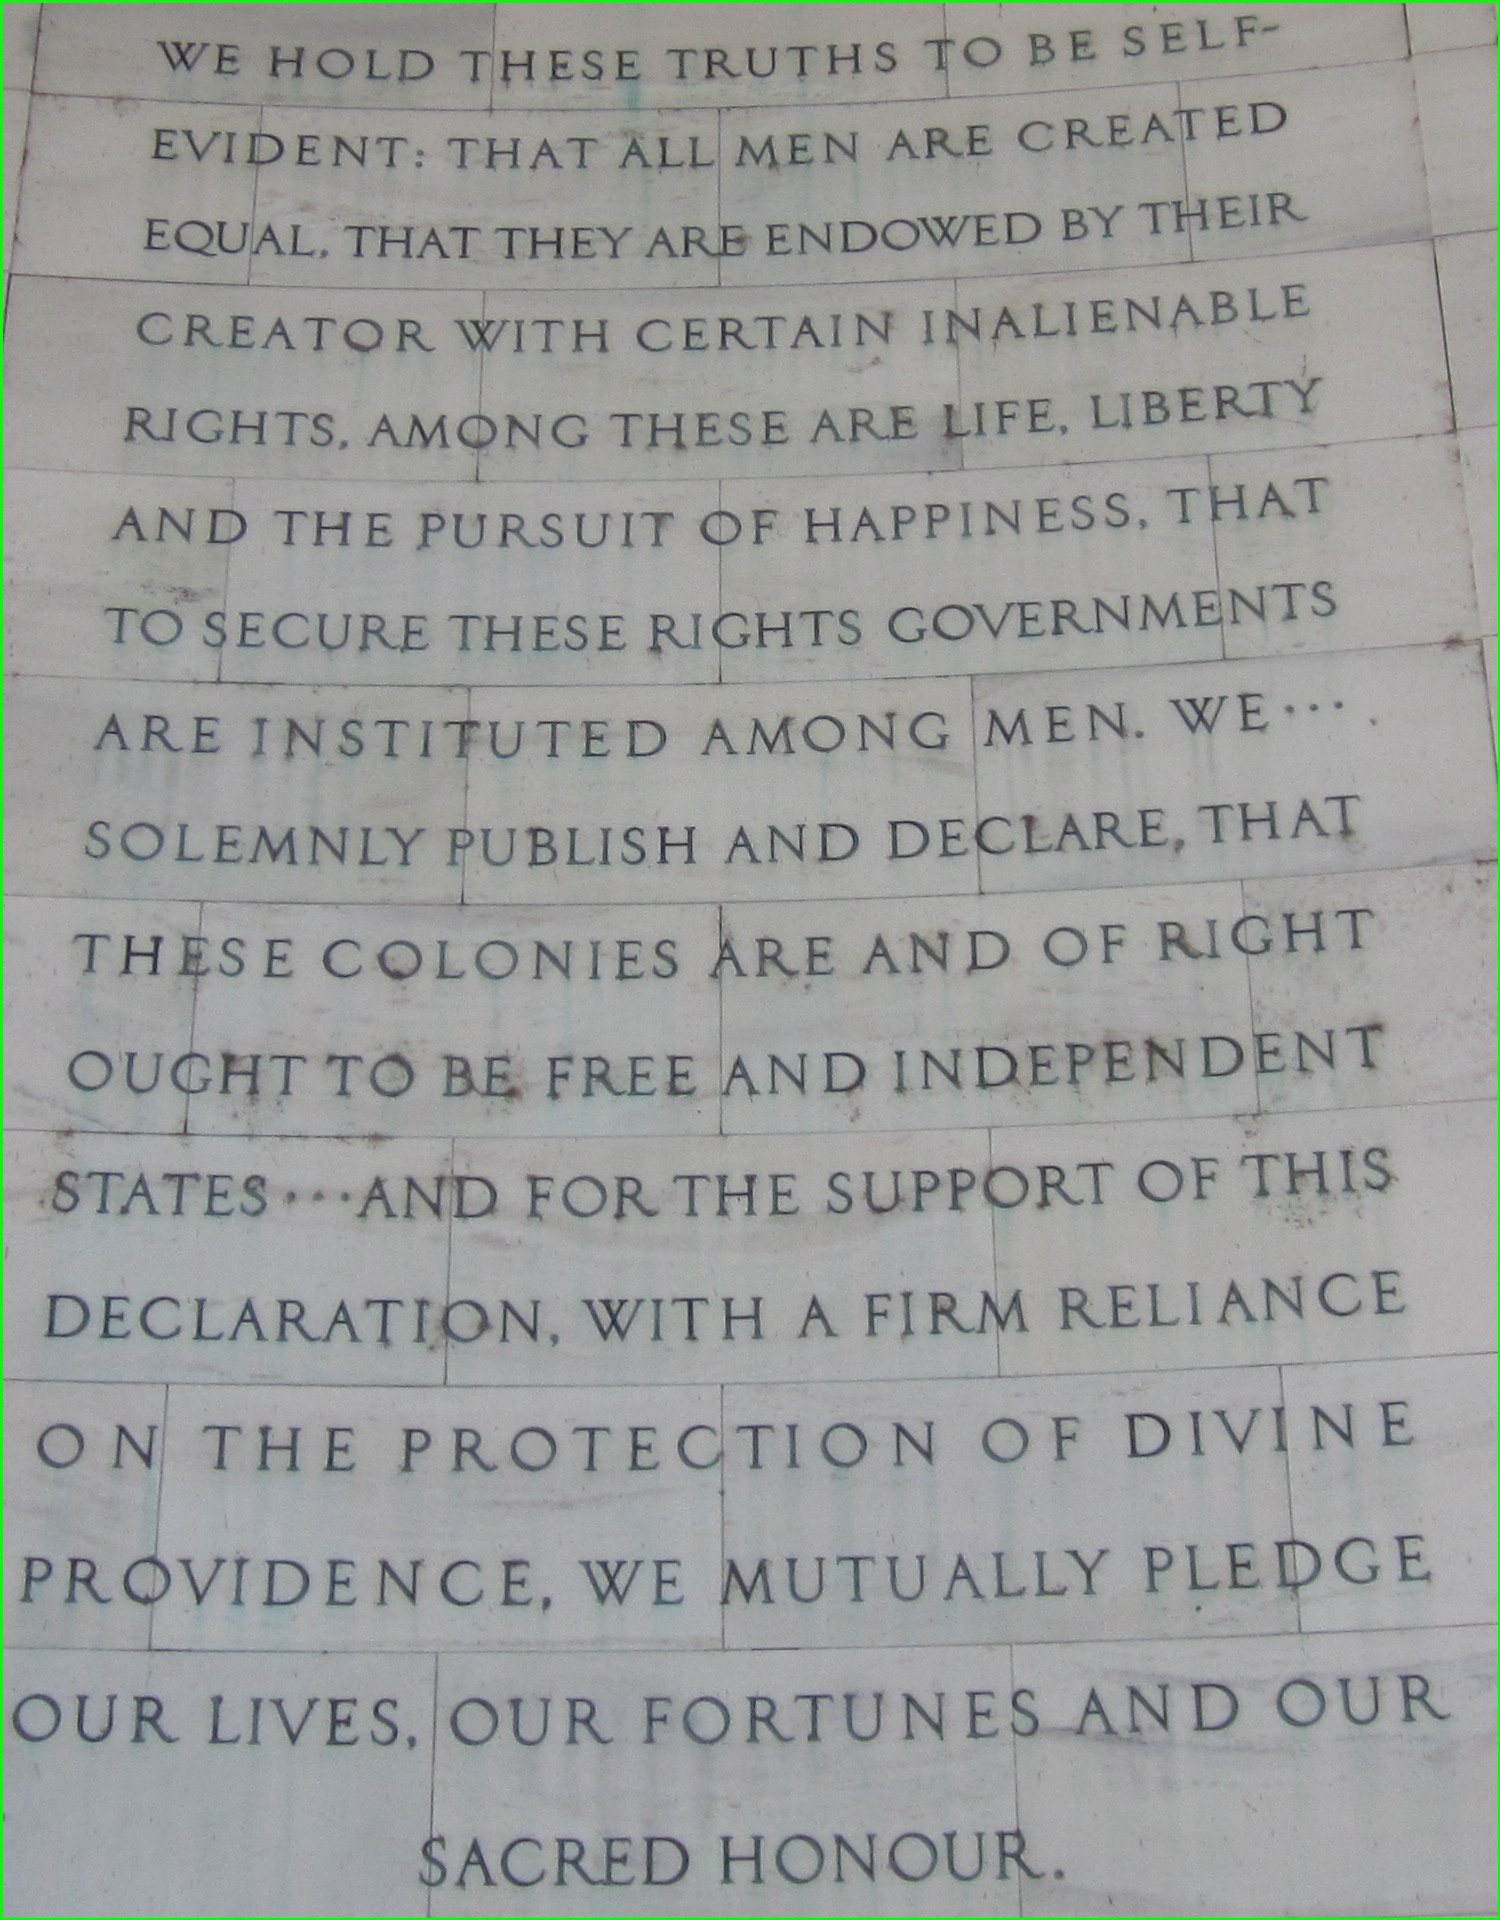 WE HOLD THESE TRUTHS TO BE SELF-
EVIDENT: THAT ALL MEN ARE CREATED
EQUAL, THAT THEY ARE ENDOWED BY THEIR
CREATOR WITH CERTAIN INALIENABLE
RIGHTS, AMONG THESE ARE LIFE, LIBERTY
AND THE PURSUIT OF HAPPINESS, THAT
TO SECURE THESE RIGHTS GOVERNMENTS
ARE INSTITUTED AMONG MEN. WE···
SOLEMNLY PUBLISH AND DECLARE, THAT
THESE COLONIES ARE AND OF RIGHT
OUGHT TO BE FREE AND INDEPENDENT
STATES···AND FOR THE SUPPORT OF THIS
DECLARATION, WITH A FIRM RELIANCE
ON THE PROTECTION OF DIVINE
PROVIDENCE, WE MUTUALLY PLEDGE
OUR LIVES, OUR FORTUNES AND OUR
SACRED HONOUR.